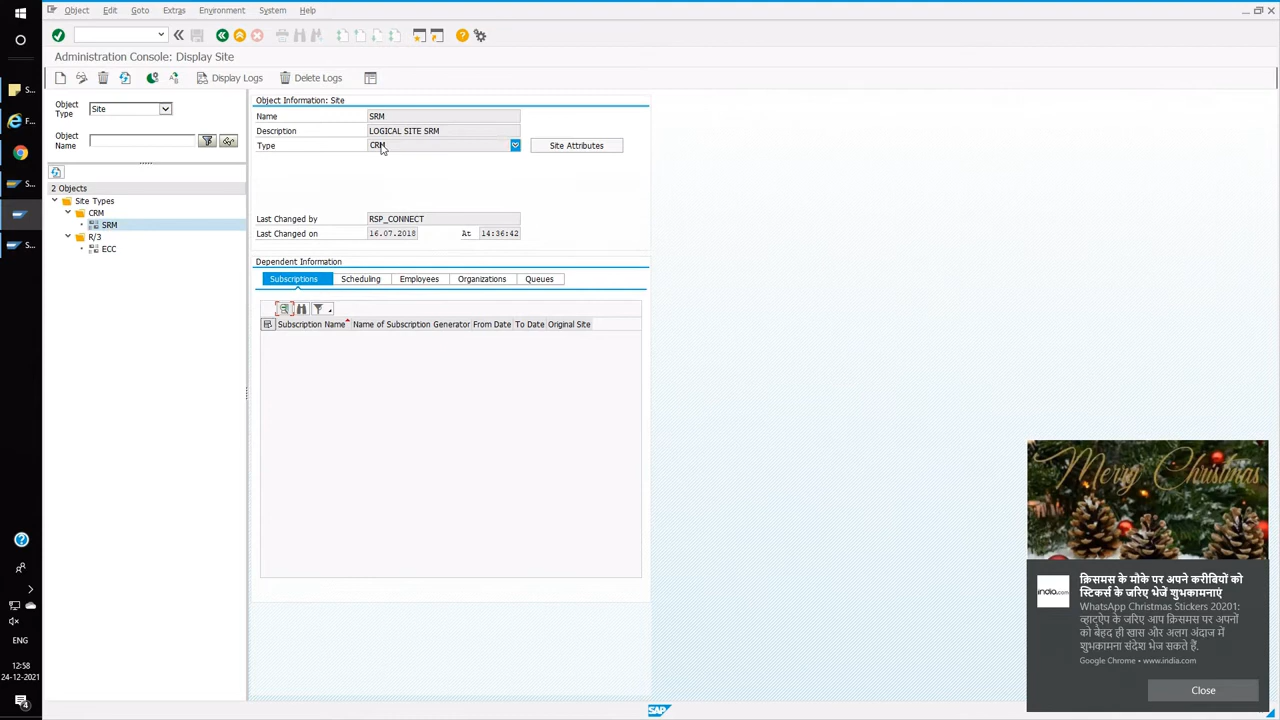 Object Edit Goto Extras Environment System Help
Administration Console: Display Site
Display Logs Delete Logs
Object Type Site
Object Name
2 Objects
Site Types
CRM
SRM
R/3
ECC
Object Information: Site
Name SRM
Description LOGICAL SITE SRM
Type CRM Site Attributes
Last Changed by RSP_CONNECT
Last Changed on 16.07.2018 At 14:36:42
Dependent Information
Subscriptions Scheduling Employees Organizations Queues
Subscription Name Name of Subscription Generator From Date To Date Original Site
S...
F...
S...
S...
ENG
12:58
24-12-2021
4
SAP
Merry Christmas
india.com
क्रिसमस के मौके पर अपने करीबियों को
स्टिकर्स के जरिए भेजें शुभकामनाएं
WhatsApp Christmas Stickers 20201:
व्हाट्ऐप के जरिए आप क्रिसमस पर अपनों
को बेहद ही खास और अलग अंदाज में
शुभकामना संदेश भेज सकते हैं.
Google Chrome • www.india.com
Close